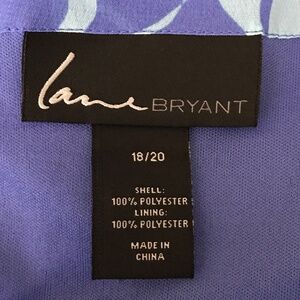 lane BRYANT
18/20
SHELL:
100% POLYESTER
LINING:
100% POLYESTER
MADE IN
CHINA